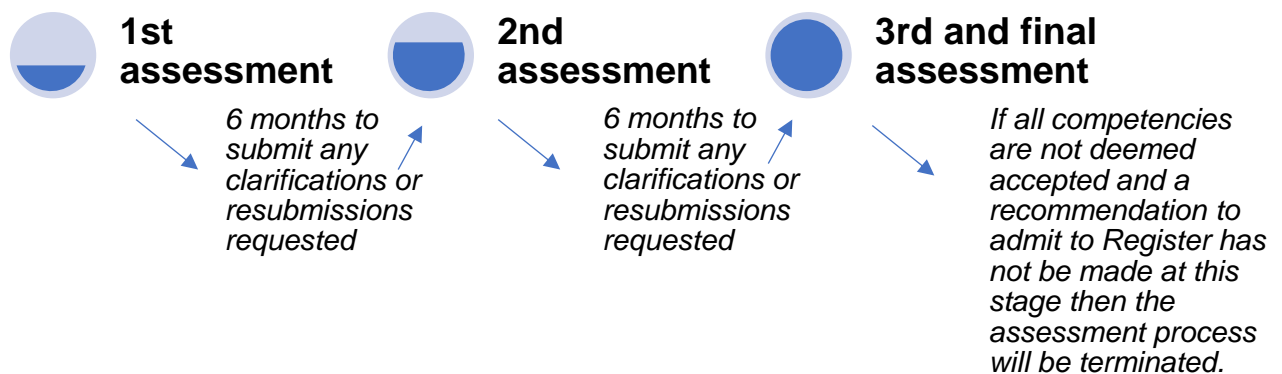 1st
assessment
6 months to
submit any
clarifications or
resubmissions
requested
2nd
assessment
6 months to
submit any
clarifications or
resubmissions
requested
3rd and final
assessment
If all competencies
are not deemed
accepted and a
recommendation to
admit to Register has
not be made at this
stage then the
assessment process
will be terminated.